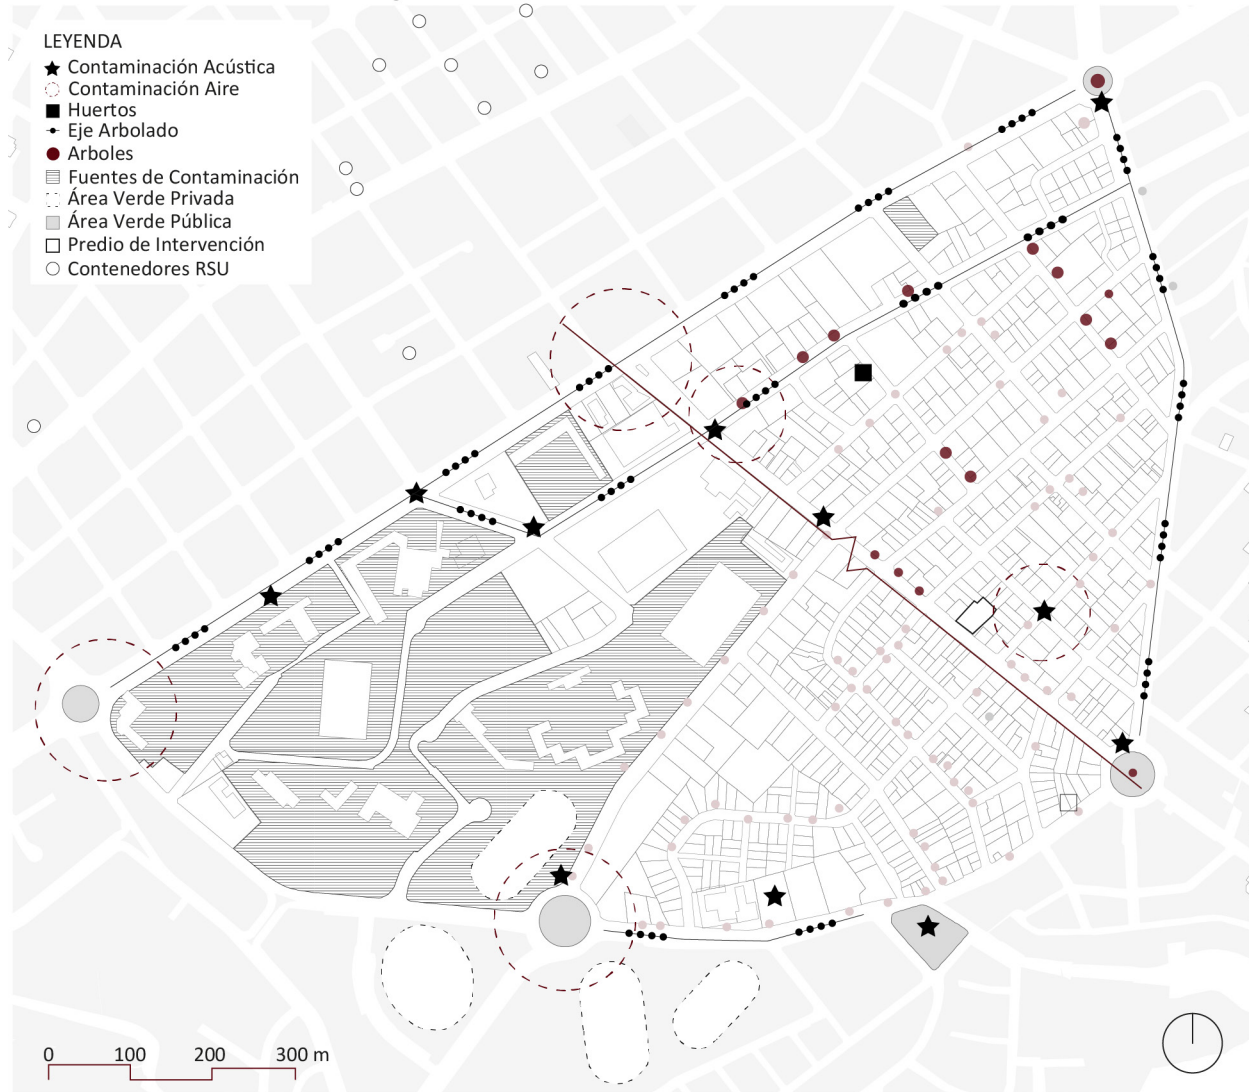 LEYENDA
Contaminación Acústica
Contaminación Aire
Huertos
Eje Arbolado
Arboles
Fuentes de Contaminación
Área Verde Privada
Área Verde Pública
Predio de Intervención
Contenedores RSU
0 100 200 300 m